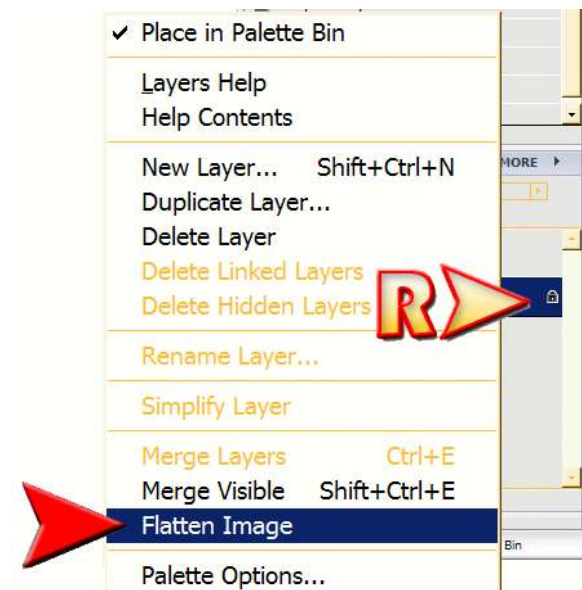 ✓ Place in Palette Bin
Layers Help
Help Contents
New Layer... Shift+Ctrl+N
Duplicate Layer...
Delete Layer
Delete Linked Layers
Delete Hidden Layers
Rename Layer...
Simplify Layer
Merge Layers Ctrl+E
Merge Visible Shift+Ctrl+E
Flatten Image
Palette Options...
MORE
R
Bin